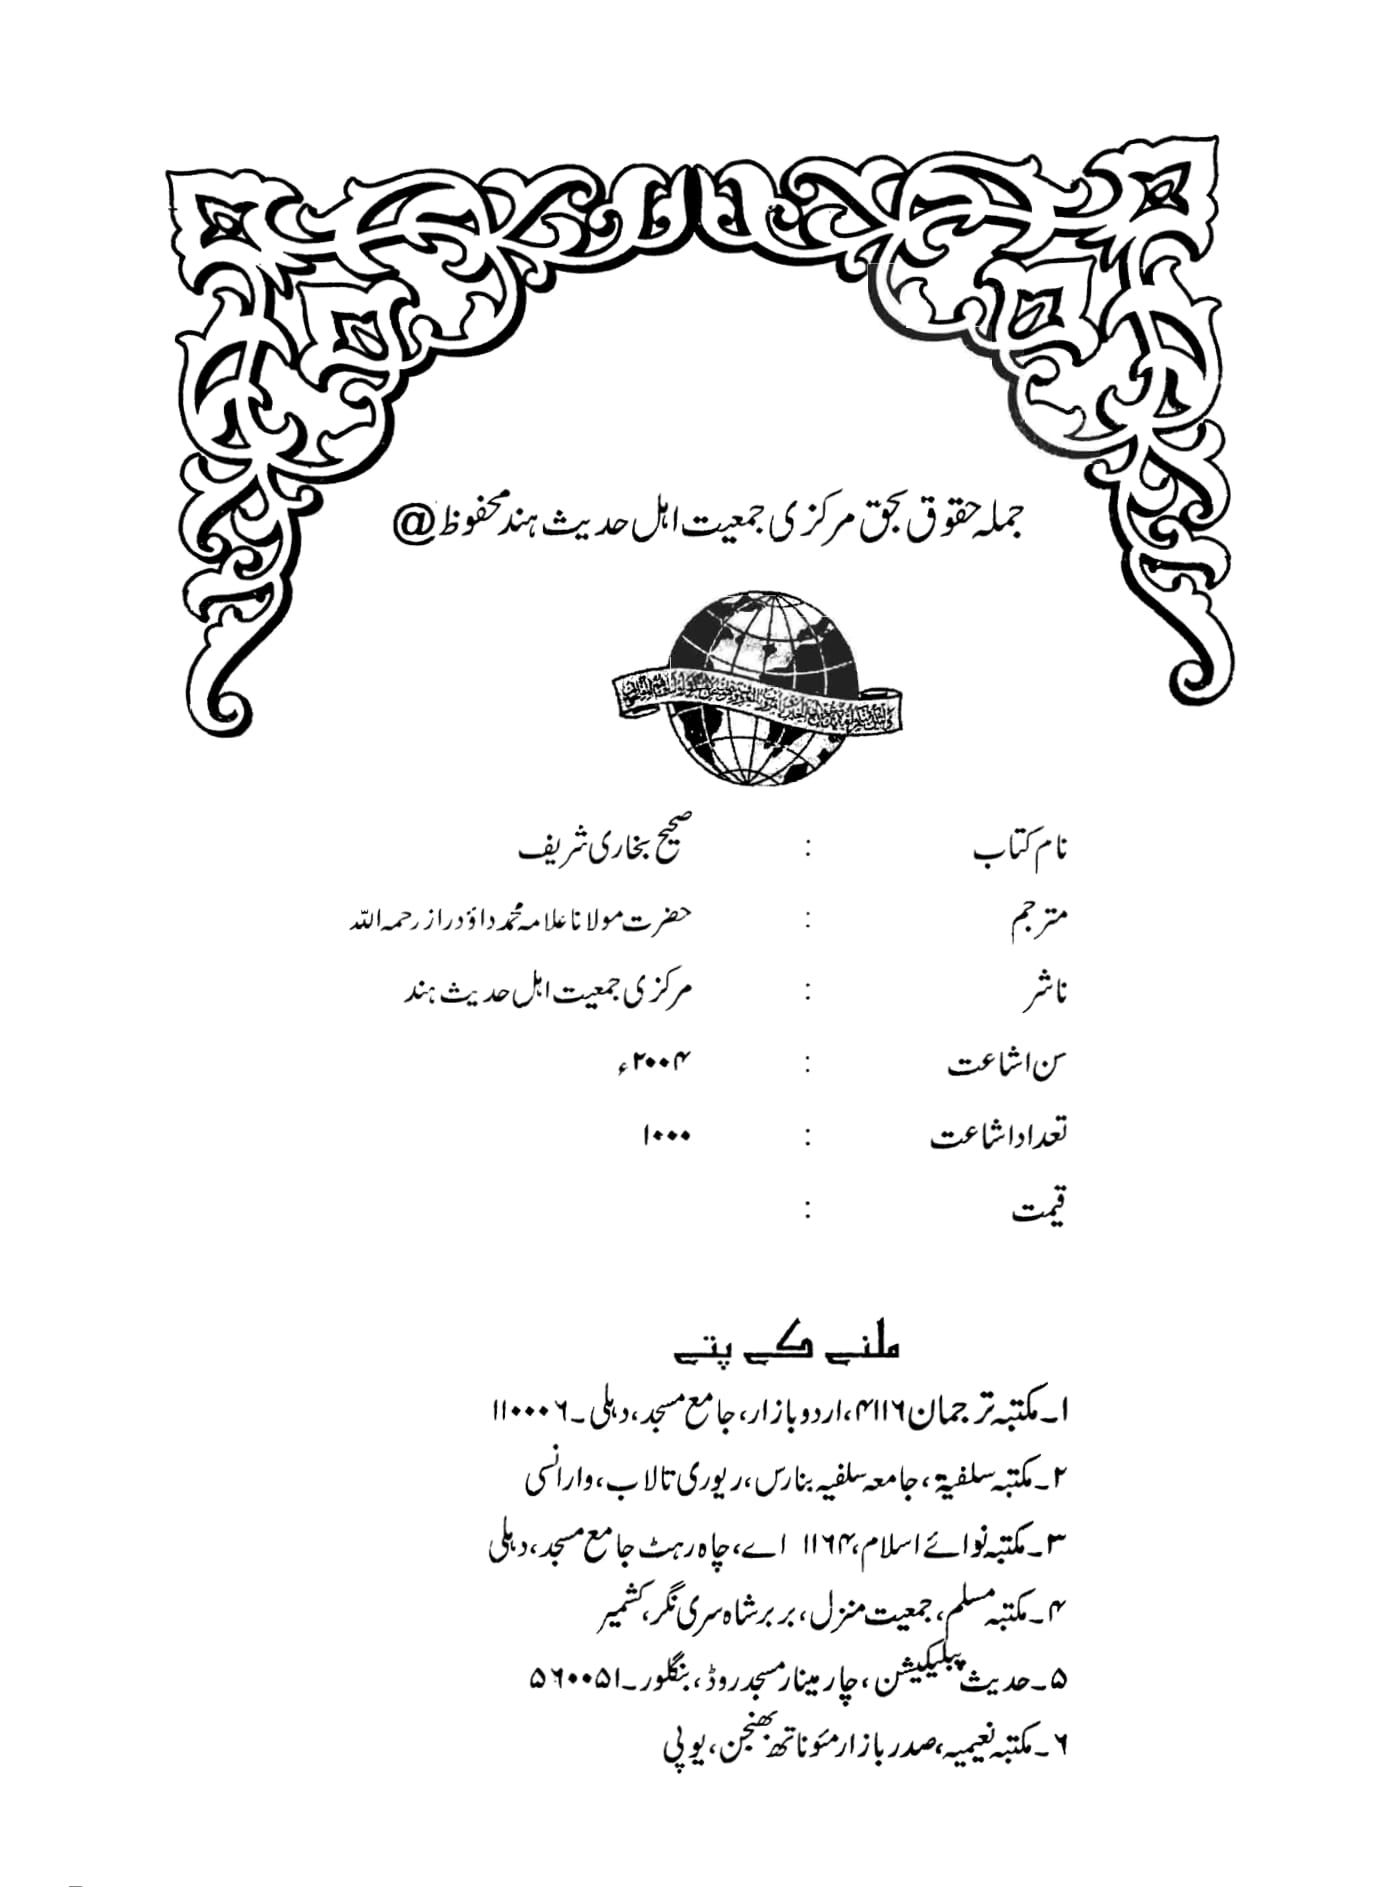 جملہ حقوق بحق مرکزی جمعیت اہل حدیث ہند محفوظ @
نام کتاب : صحیح بخاری شریف
مترجم : حضرت مولانا علامہ محمد داؤد راز رحمہ اللہ
ناشر : مرکزی جمعیت اہل حدیث ہند
سن اشاعت : ۲۰۰۴ء
تعداد اشاعت : ۱۰۰۰
قیمت :
ملنے کے پتے
۱۔ مکتبہ ترجمان ۴۱۱۶، اردو بازار، جامع مسجد، دہلی۔ ۱۱۰۰۰۶
۲۔ مکتبہ سلفیۃ، جامعہ سلفیہ بنارس، ریوری تالاب، وارانسی
۳۔ مکتبہ نوائے اسلام، ۱۱۶۴ اے، چاہ رہٹ جامع مسجد، دہلی
۴۔ مکتبہ مسلم، جمعیت منزل، بربر شاہ سری نگر، کشمیر
۵۔ حدیث پبلیکیشن، چار مینار مسجد روڈ، بنگلور۔ ۵۶۰۰۵۱
۶۔ مکتبہ نعیمیہ، صدر بازار مئوناتھ بھنجن، یوپی